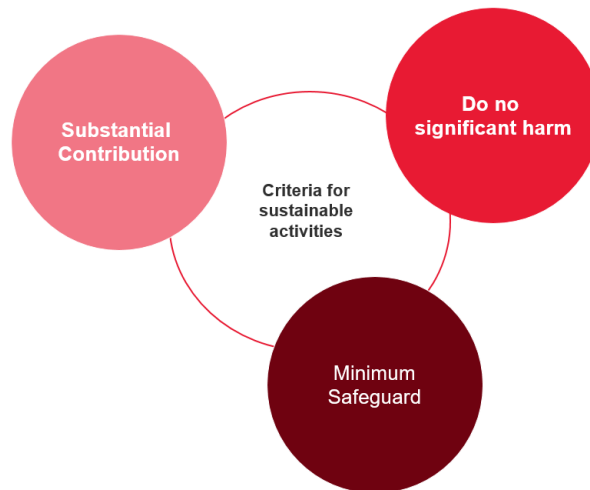 Substantial
Contribution
Do no
significant harm
Criteria for
sustainable
activities
Minimum
Safeguard